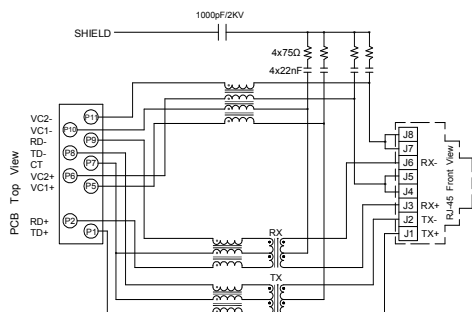 1000pF/2KV
SHIELD
4x75Ω
4x22nF
VC2-
P11
VC1-
P10
RD-
P9
TD-
P8
CT
P7
VC2+
P6
VC1+
P5
RD+
P2
TD+
P1
PCB Top View
J8
J7
J6 RX-
J5
J4
J3 RX+
J2 TX-
J1 TX+
RJ-45 Front View
RX
TX